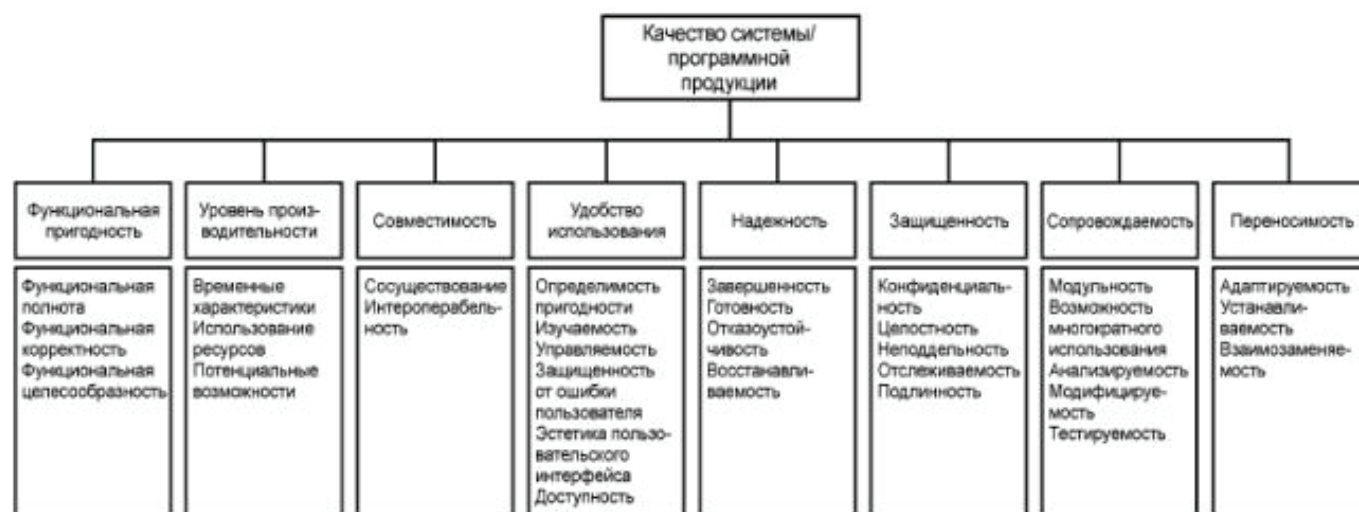 Качество системы/
программной
продукции
Функциональная
пригодность
Уровень произ-
водительности
Совместимость
Удобство
использования
Надежность
Защищенность
Сопровождаемость
Переносимость
Функциональная
полнота
Функциональная
корректность
Функциональная
целесообразность
Временные
характеристики
Использование
ресурсов
Потенциальные
возможности
Сосуществование
Интероперабель-
ность
Определимость
пригодности
Изучаемость
Управляемость
Защищенность
от ошибки
пользователя
Эстетика пользо-
вательского
интерфейса
Доступность
Завершенность
Готовность
Отказоустой-
чивость
Восстанавли-
ваемость
Конфиденциаль-
ность
Целостность
Неподдельность
Отслеживаемость
Подлинность
Модульность
Возможность
многократного
использования
Анализируемость
Модифицируе-
мость
Тестируемость
Адаптируемость
Устанавли-
ваемость
Взаимозаменяе-
мость